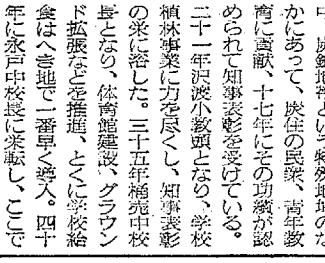 中、炭鉱地帯という特殊地域のな
かにあって、炭住の民衆、青年教
育に貢献、十七年にその功績が認
められて知事表彰を受けている。
二十一年沢渡小教頭となり、学校
植林事業に力を尽くし、知事表彰
の栄に浴した。三十五年桶売中校
長となり、体育館建設、グラウン
ド拡張などを推進、とくに学校給
食はへき地で一番早く導入。四十
年に永戸中校長に栄転し、ここで